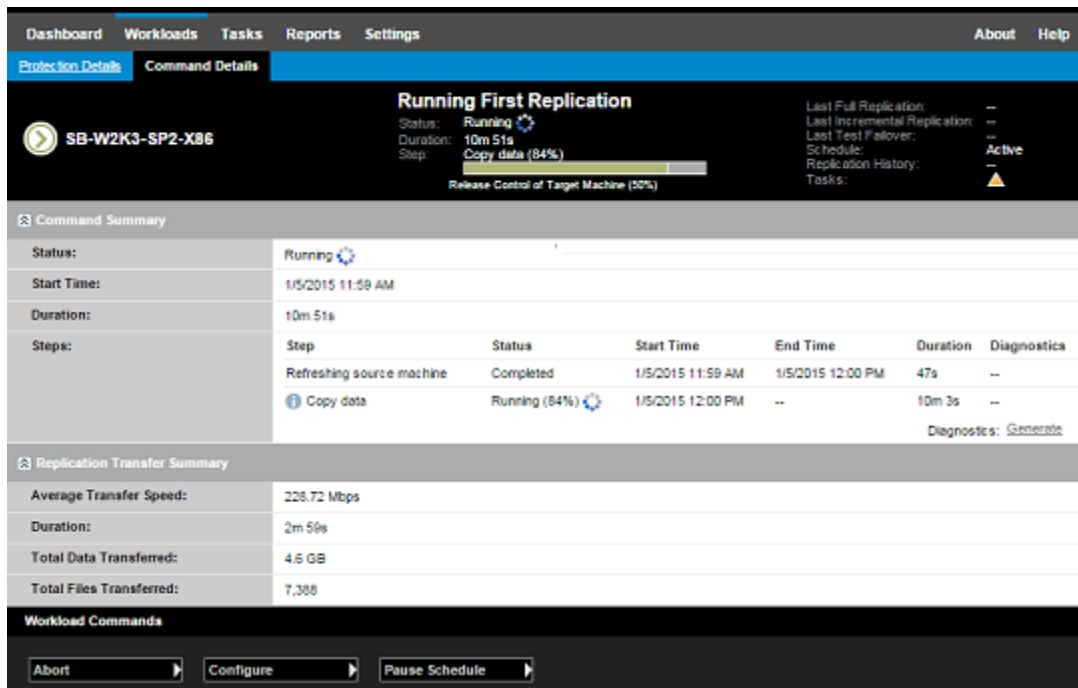 Dashboard Workloads Tasks Reports Settings About Help
Protection Details Command Details
SB-W2K3-SP2-X86
Running First Replication
Status: Running
Duration: 10m 51s
Step: Copy data (84%)
Release Control of Target Machine (50%)
Last Full Replication: --
Last Incremental Replication: --
Last Test Failover: --
Schedule: Active
Replication History: --
Tasks:
Command Summary
Status: Running
Start Time: 1/5/2015 11:59 AM
Duration: 10m 51s
Steps: Step Status Start Time End Time Duration Diagnostics
Refreshing source machine Completed 1/5/2015 11:59 AM 1/5/2015 12:00 PM 47s --
Copy data Running (84%) 1/5/2015 12:00 PM -- 10m 3s --
Diagnostics: Generate
Replication Transfer Summary
Average Transfer Speed: 228.72 Mbps
Duration: 2m 59s
Total Data Transferred: 4.6 GB
Total Files Transferred: 7,388
Workload Commands
Abort Configure Pause Schedule